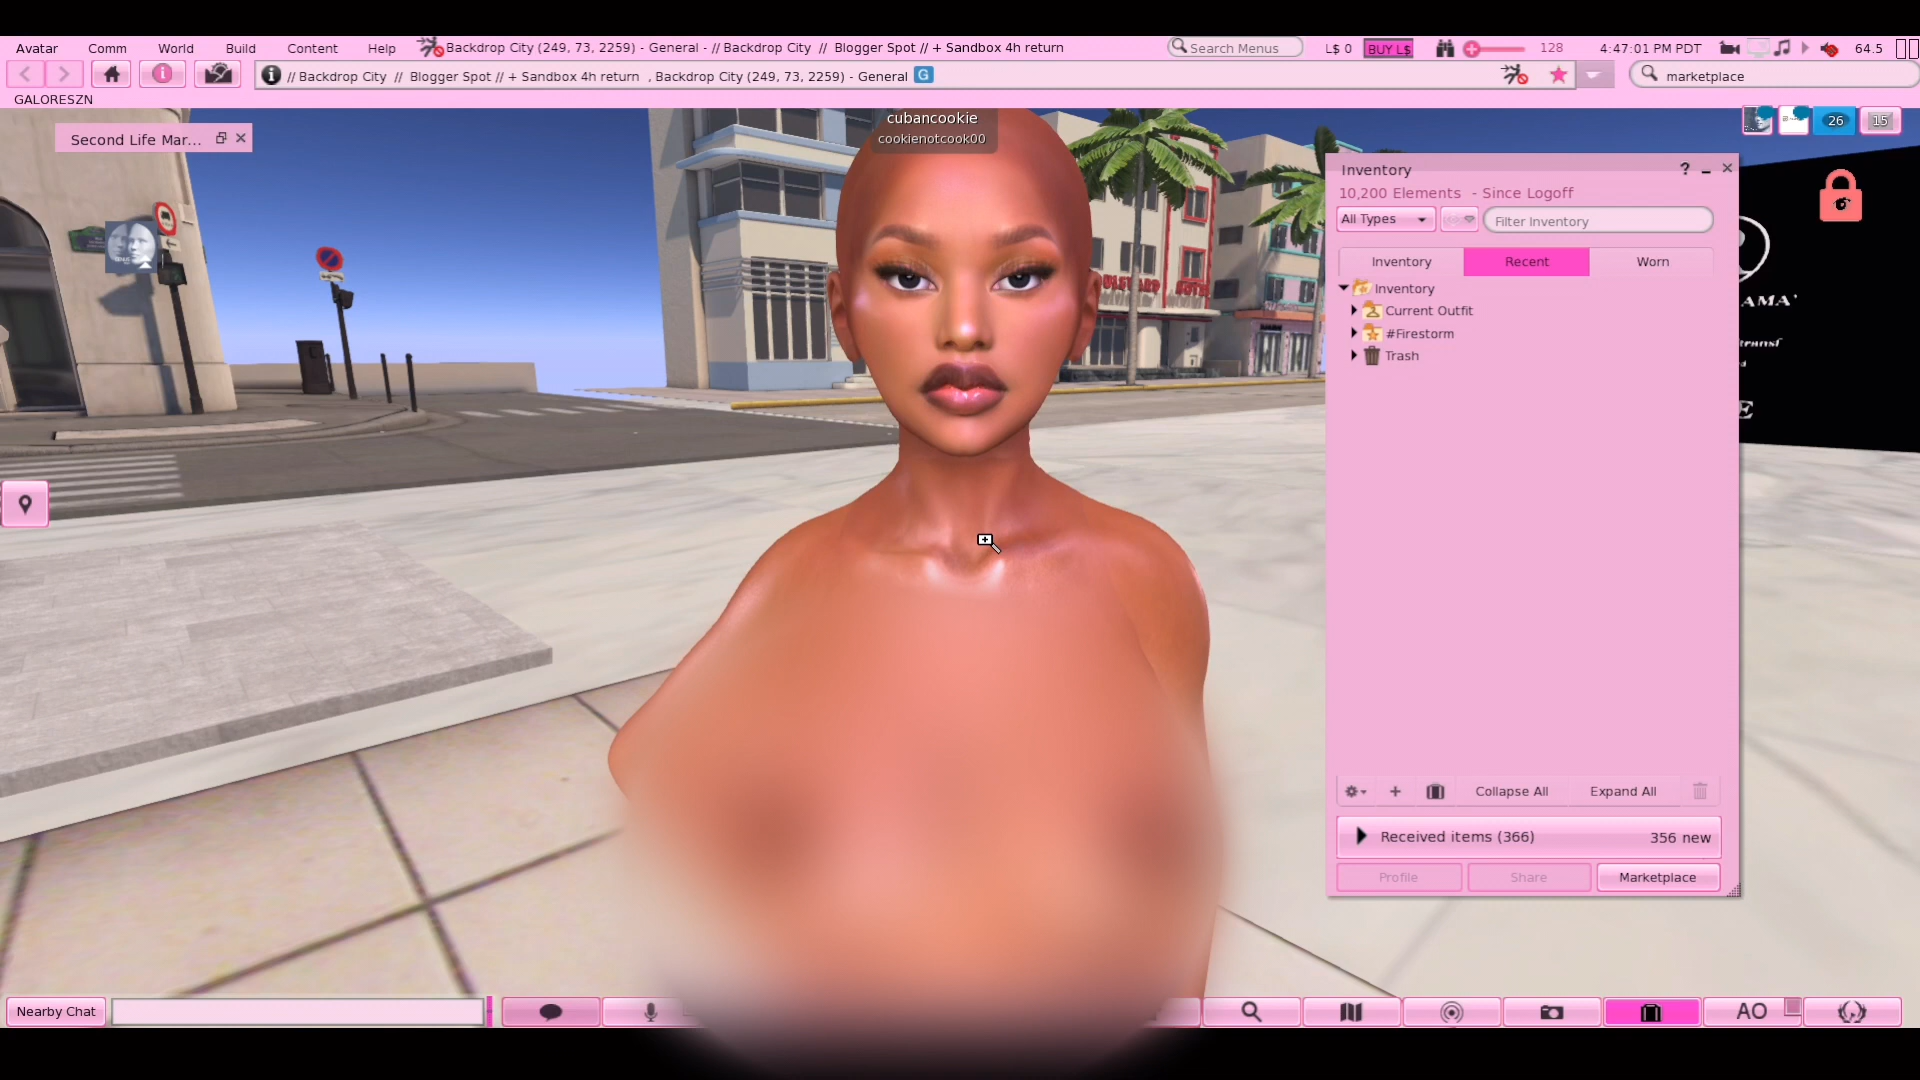 Avatar Comm World Build Content Help Backdrop City (249, 73, 2259) - General - // Backdrop City // Blogger Spot // + Sandbox 4h return Search Menus L$ 0 BUY L$ 128 4:47:01 PM PDT 64.5
// Backdrop City // Blogger Spot // + Sandbox 4h return , Backdrop City (249, 73, 2259) - General G marketplace
GALORESZN
cubancookie
cookienotcook00
26 15
Second Life Mar...
Inventory
10,200 Elements - Since Logoff
All Types Filter Inventory
Inventory Recent Worn
Inventory
Current Outfit
#Firestorm
Trash
Collapse All Expand All
Received items (366) 356 new
Profile Share Marketplace
Nearby Chat AO